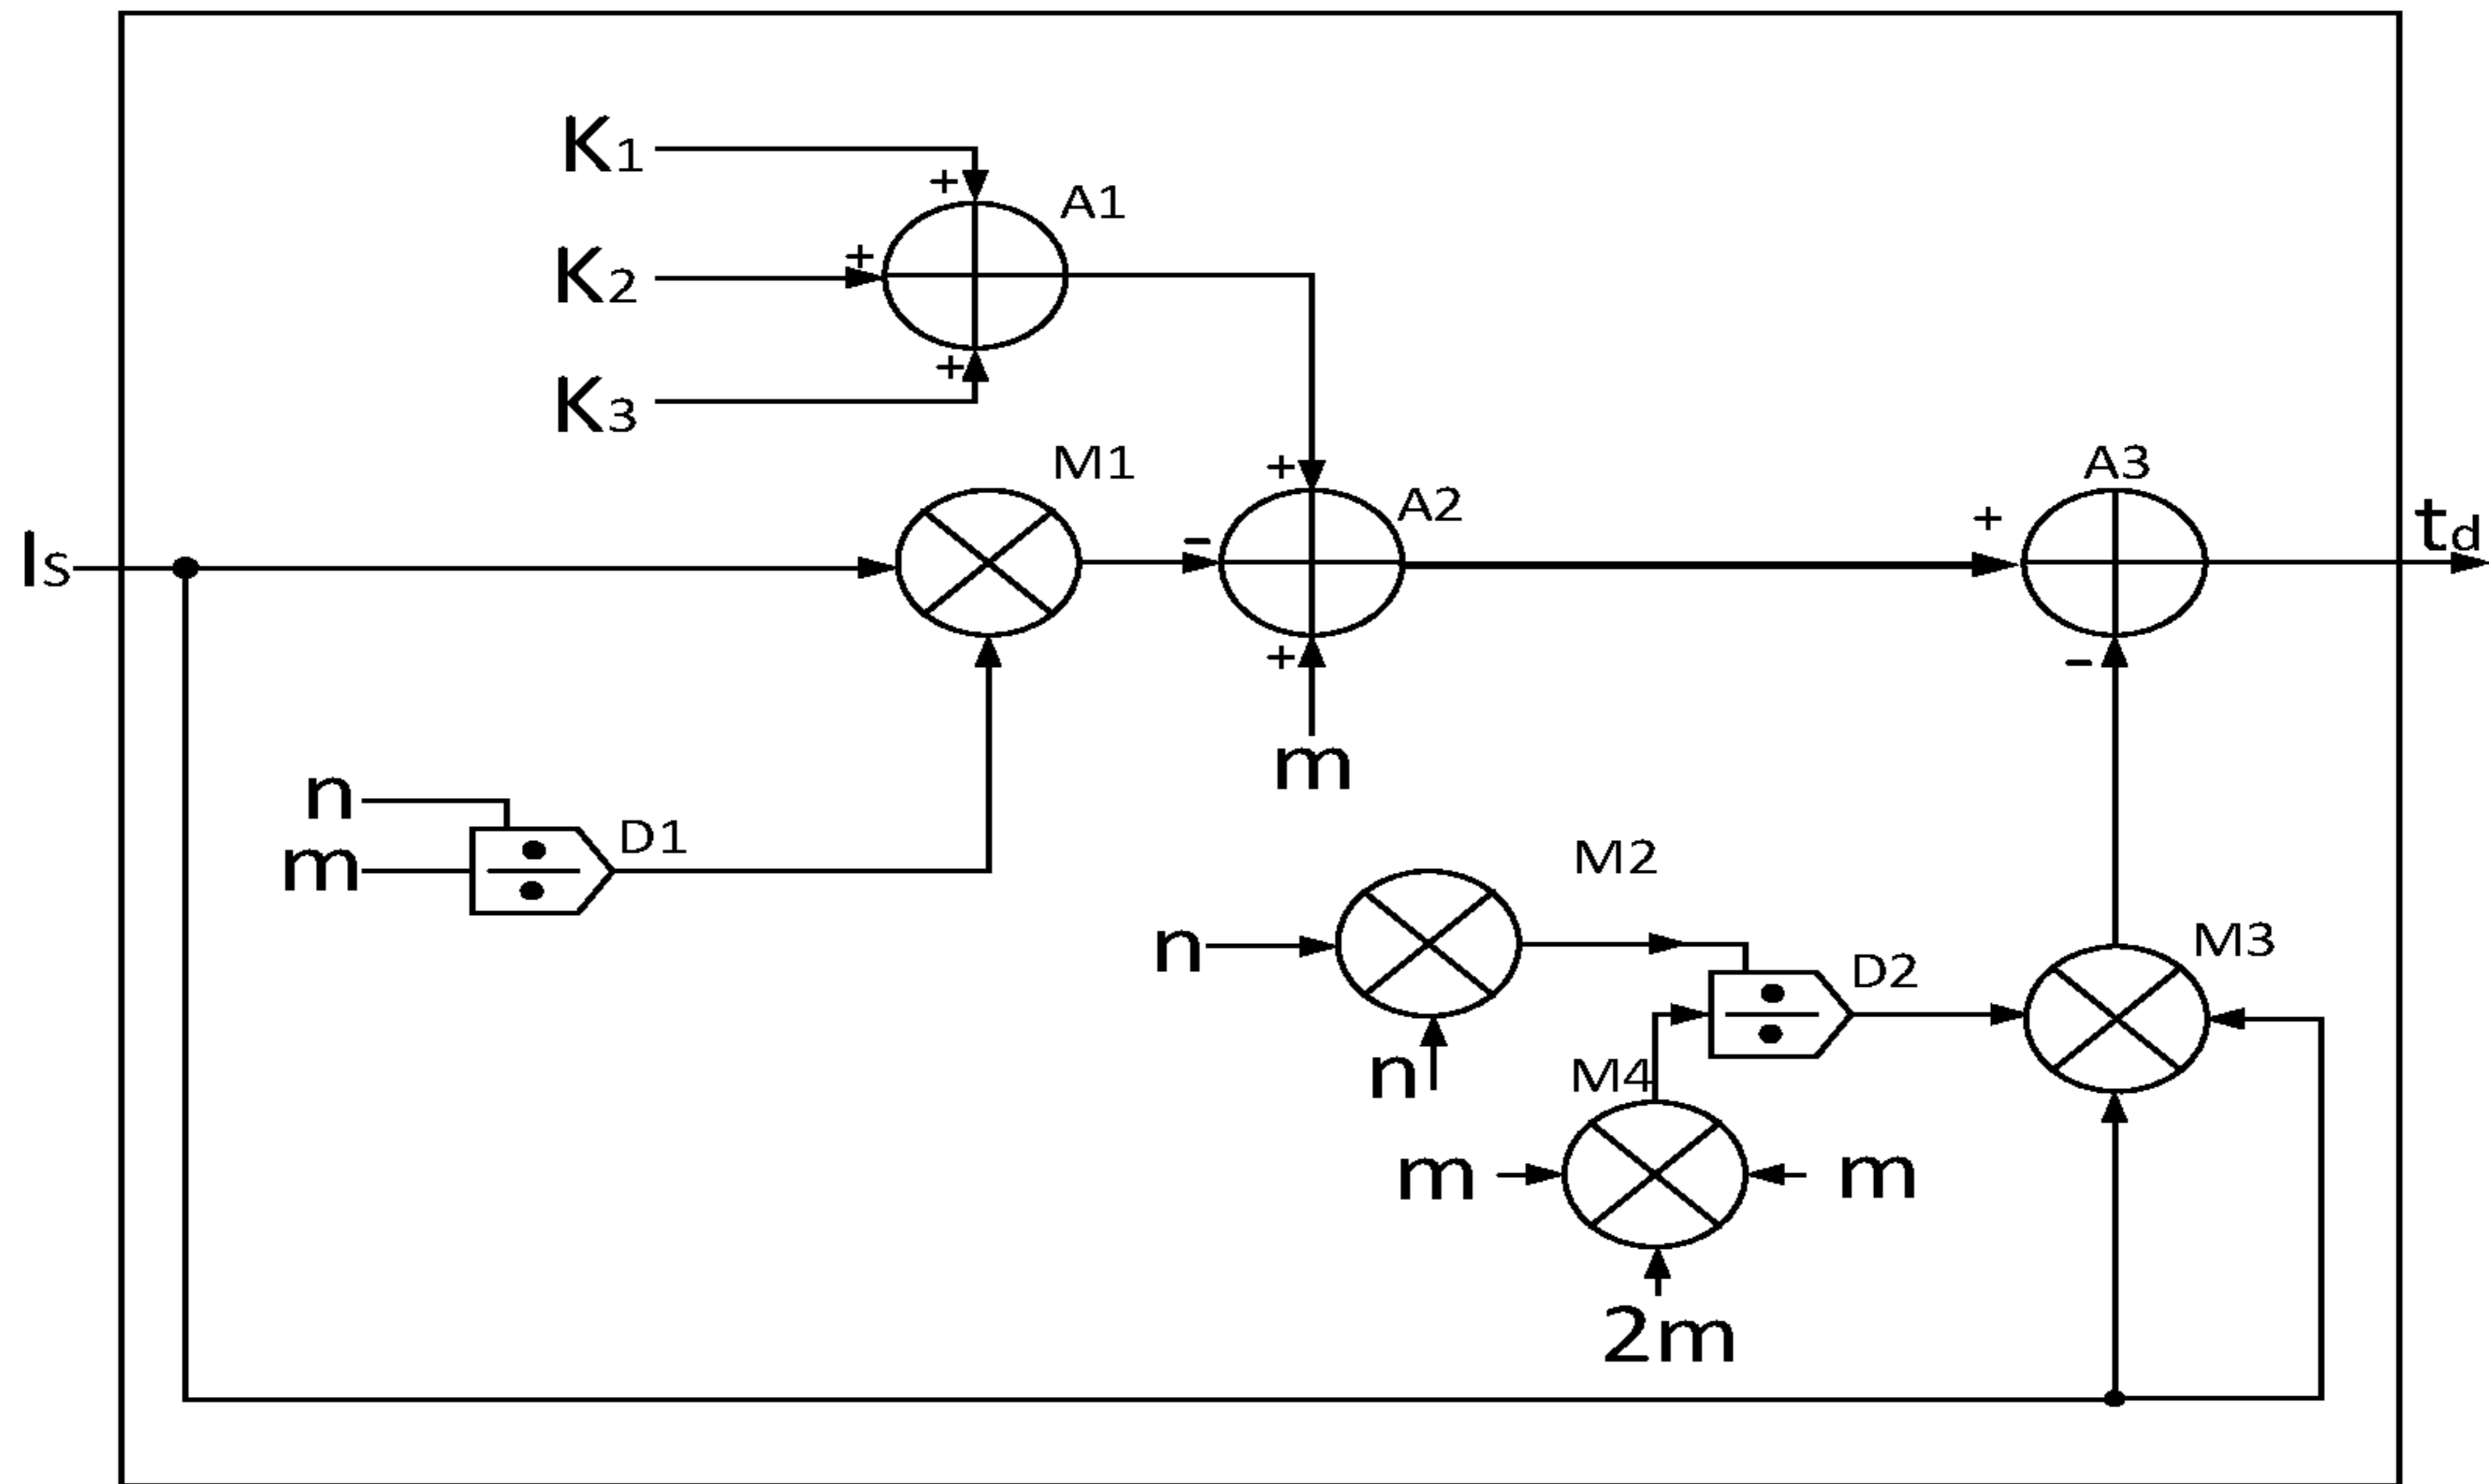 K1
+ A1
K2 +
+
K3
M1
+ A2
A3
IS
-
+
td
+
-
m
n
D1
m
M2
n
D2
M3
n
M4
m
m
2m